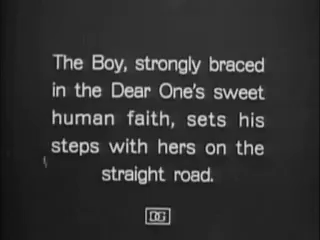 The Boy, strongly braced
in the Dear One's sweet
human faith, sets his
steps with hers on the
straight road.
DG